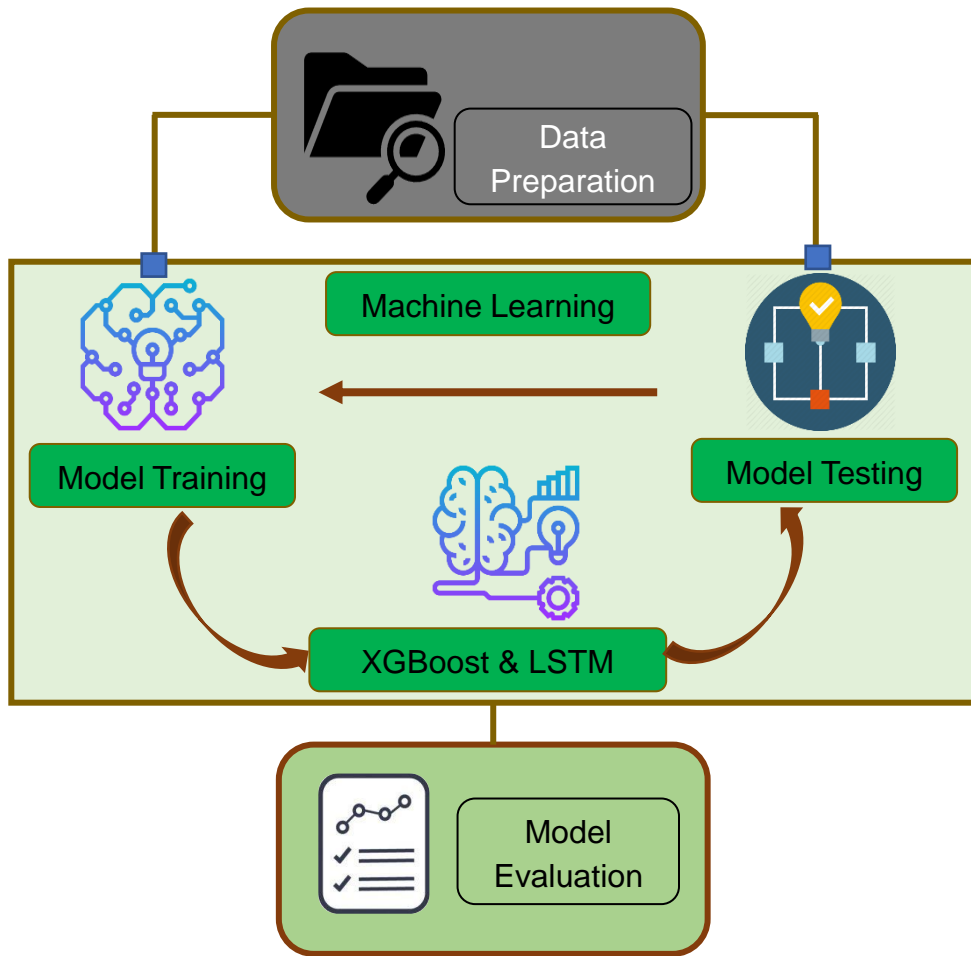 Data
Preparation
Machine Learning
Model Training
Model Testing
XGBoost & LSTM
Model
Evaluation